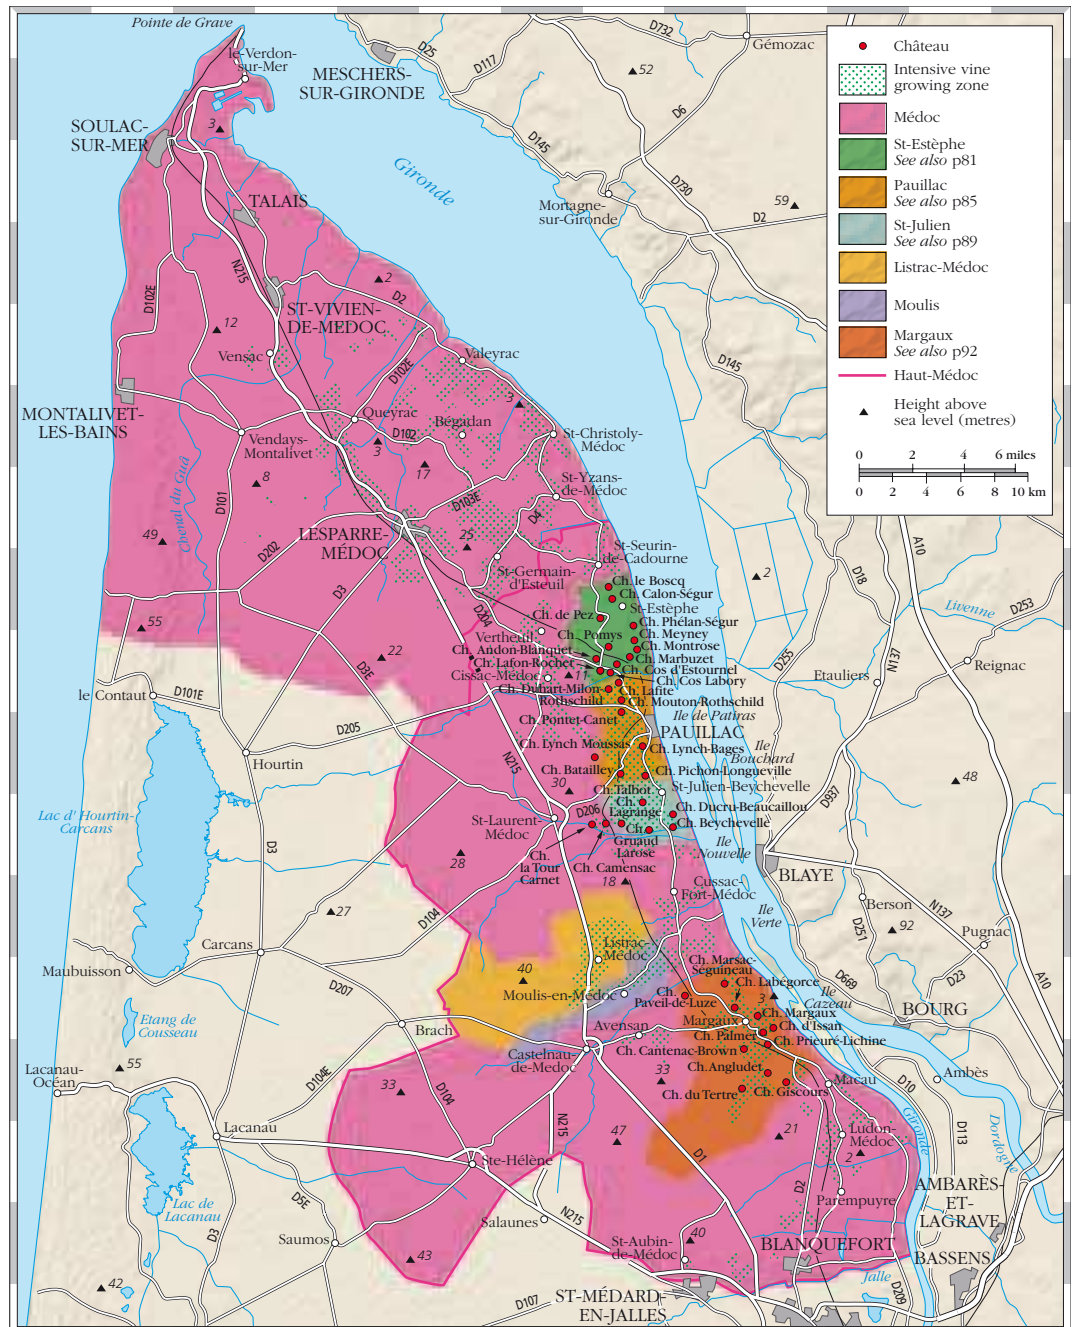 Pointe de Grave
le-Verdon-
sur-Mer
MESCHERS-
SUR-GIRONDE
D25
D117
D732
Gémozac
52
D6
SOULAC-
SUR-MER
3
D145
Gironde
D730
59
D2
Mortagne-
sur-Gironde
TALAIS
N215
D102E
2
D2
12
ST-VIVIEN-
DE-MEDOC
Vensac
Valeyrac
D102E
D145
3
MONTALIVET-
LES-BAINS
Queyrac
Bégadan
D102
3
17
Vendays-
Montalivet
St-Christoly-
Médoc
8
Chenal du Guâ
D101
St-Yzans-
de-Médoc
D103E
D4
49
LESPARRE-
MÉDOC
25
D202
St-Seurin-
de-Cadourne
St-Germain-
d'Esteuil
D3
D204
Ch. le Boscq
Ch. Calon-Ségur
St-Estèphe
Ch. de Pez
Ch. Phélan-Ségur
Vertheuil
Ch. Pomys
Ch. Meyney
Ch. Montrose
Ch. Andon-Blanquet
Ch. Marbuzet
Ch. Lafon-Rochet
Ch. Cos d'Estournel
Cissac-Médoc
11
Ch. Cos Labory
Ch. Duhart-Milon-
Rothschild
Ch. Lafite
Ch. Mouton-Rothschild
Ch. Pontet-Canet
Ile de Patiras
PAUILLAC
Ch. Lynch Moussas
Ch. Lynch-Bages
Ile
Bouchard
Ch. Batailley
Ch. Pichon-Longueville
30
Ch. Talbot
St-Julien-Beychevelle
Ch.
Lagrange
Ch. Ducru-Beaucaillou
D206
Ch. Beychevelle
Ch.
Gruaud
Larose
Ile
Nouvelle
Ch.
la Tour
Carnet
Ch. Camensac
18
55
22
D3E
le Contaut
D101E
D205
Hourtin
N215
St-Laurent-
Médoc
Lac d' Hourtin-
Carcans
D3
28
27
D104
Cussac-
Fort-Médoc
Ile
Verte
Carcans
Maubuisson
D207
Listrac-
Médoc
40
Moulis-en-Médoc
Ch. Marsac-
Séguineau
Ch. Labégorce
3
Ch.
Paveil-de-Luze
Ile
Cazeau
Margaux
Ch. Margaux
Ch. d'Issan
Ch. Palmer
Ch. Prieuré-Lichine
Avensan
Ch. Cantenac-Brown
Ch. Angludet
Ch. Giscours
Ch. du Tertre
Etang de
Cousseau
Brach
Castelnau-
de-Medoc
55
Lacanau-
Océan
D104E
33
D104
33
Macau
Lacanau
N215
47
21
Ludon-
Médoc
2
D1
Ste-Hélène
D2
Parempuyre
Lac de
Lacanau
D5E
D3
Salaunes
N215
Saumos
43
42
St-Aubin-
de-Médoc
40
BLANQUEFORT
Jalle
D209
D107
ST-MÉDARD-
EN-JALLES
BASSENS
AMBARÈS-
ET-
LAGRAVE
Gironde
Dordogne
D10
D113
Ambès
BOURG
D669
D23
Pugnac
A10
92
Berson
D251
N137
BLAYE
D937
48
Etauliers
Reignac
N137
D255
Livenne
D253
D18
A10
2
Château
Intensive vine
growing zone
Médoc
St-Estèphe
See also p81
Pauillac
See also p85
St-Julien
See also p89
Listrac-Médoc
Moulis
Margaux
See also p92
Haut-Médoc
Height above
sea level (metres)
0 2 4 6 miles
0 2 4 6 8 10 km